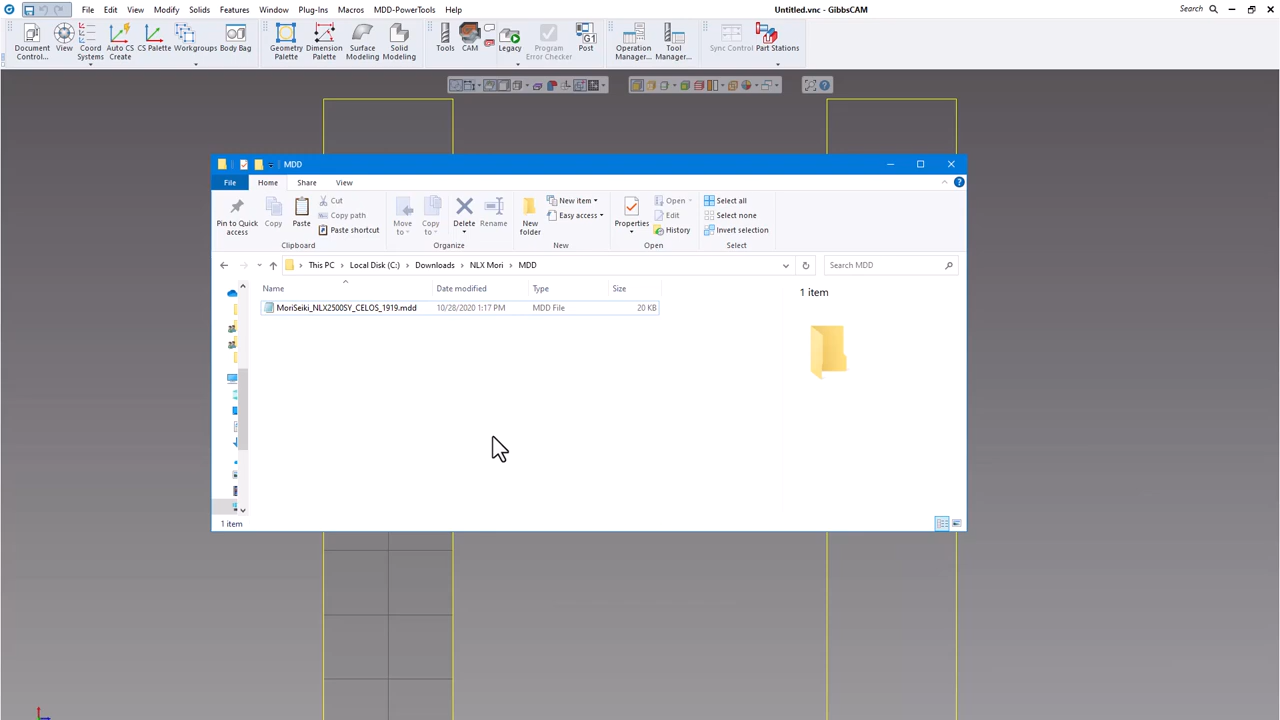 File Edit View Modify Solids Features Window Plug-Ins Macros MDD-PowerTools Help Untitled.vnc - GibbsCAM Search
Document Control... View Coord Systems Auto CS Create CS Palette Workgroups Body Bag Geometry Palette Dimension Palette Surface Modeling Solid Modeling Tools CAM Legacy Program Error Checker Post Operation Manager... Tool Manager... Sync Control Part Stations
MDD
File Home Share View
Pin to Quick access Copy Paste Cut Copy path Paste shortcut Move to Copy to Delete Rename New folder New item Easy access Properties Open Edit History Select all Select none Invert selection
Clipboard Organize New Open Select
This PC > Local Disk (C:) > Downloads > NLX Mori > MDD Search MDD
Name Date modified Type Size 1 item
MoriSeiki_NLX2500SY_CELOS_1919.mdd 10/28/2020 1:17 PM MDD File 20 KB
1 item